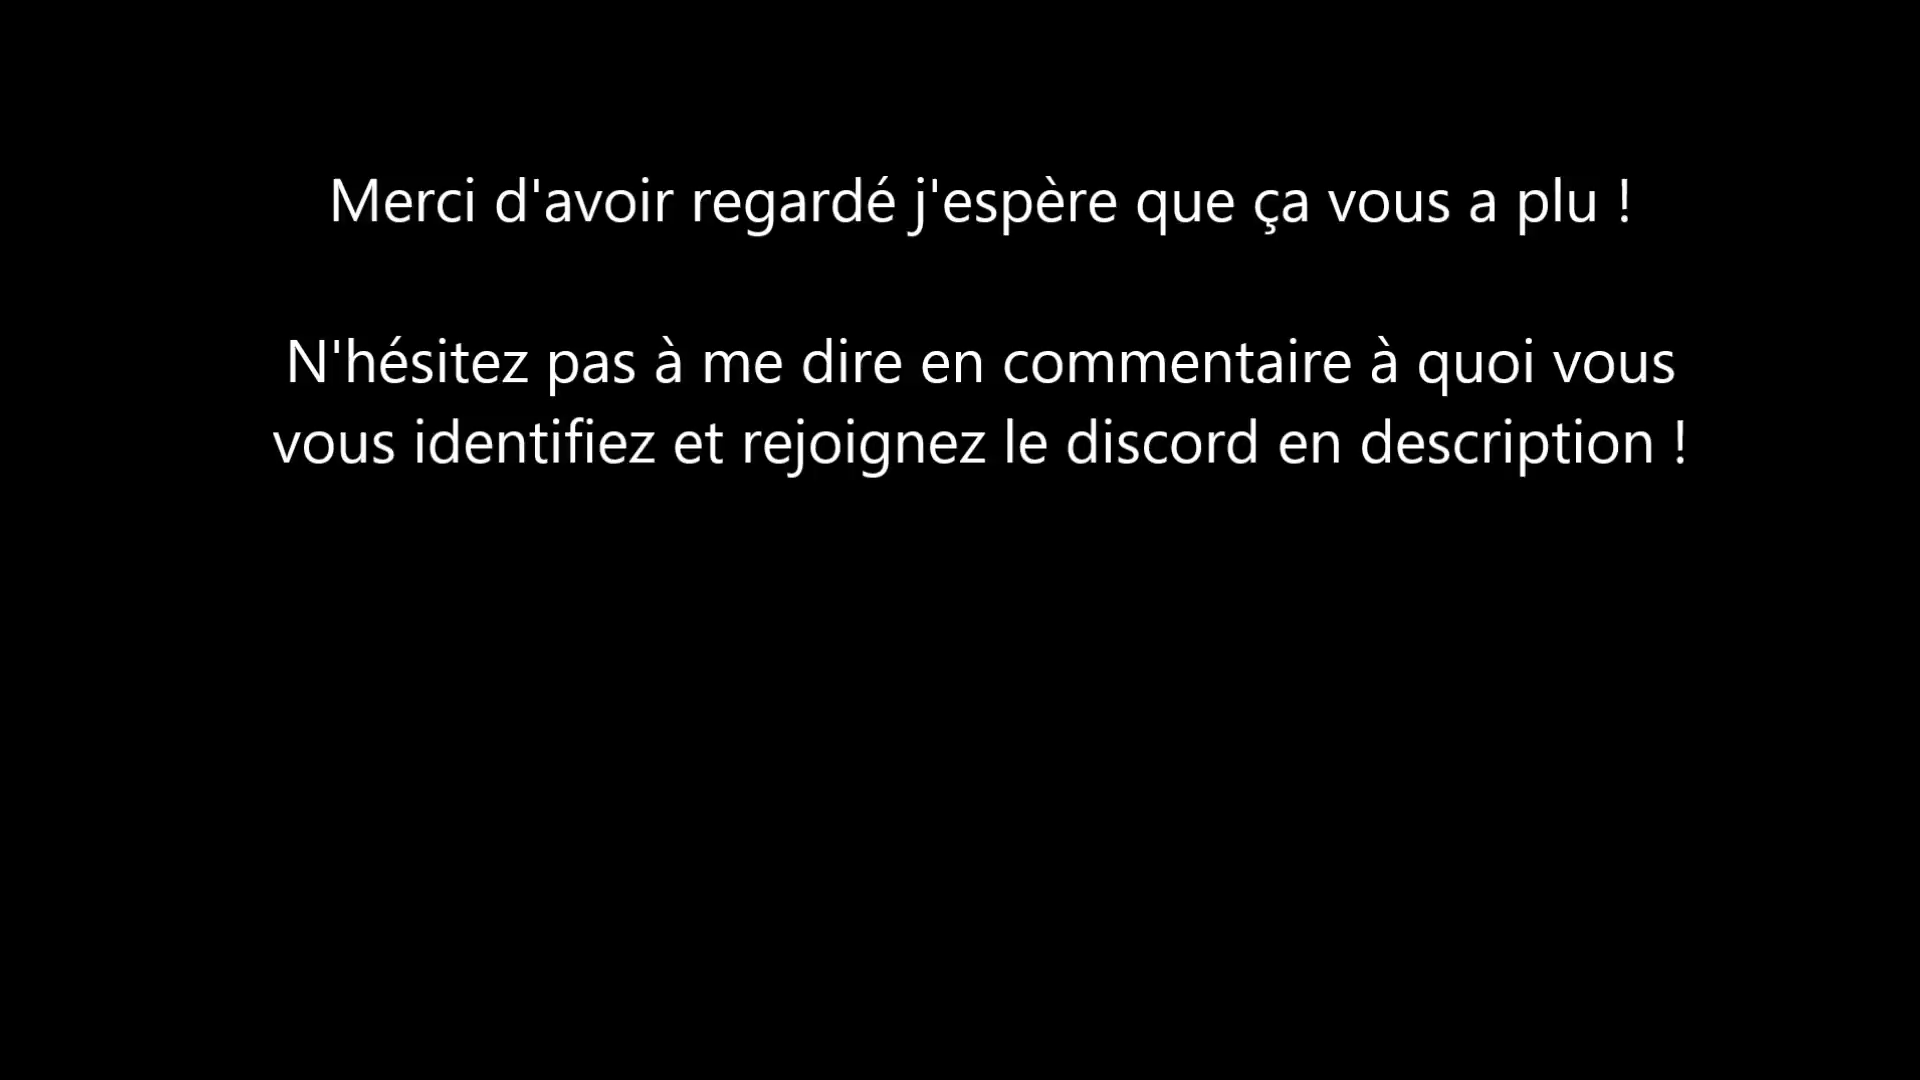 Merci d'avoir regardé j'espère que ça vous a plu !
N'hésitez pas à me dire en commentaire à quoi vous
vous identifiez et rejoignez le discord en description !